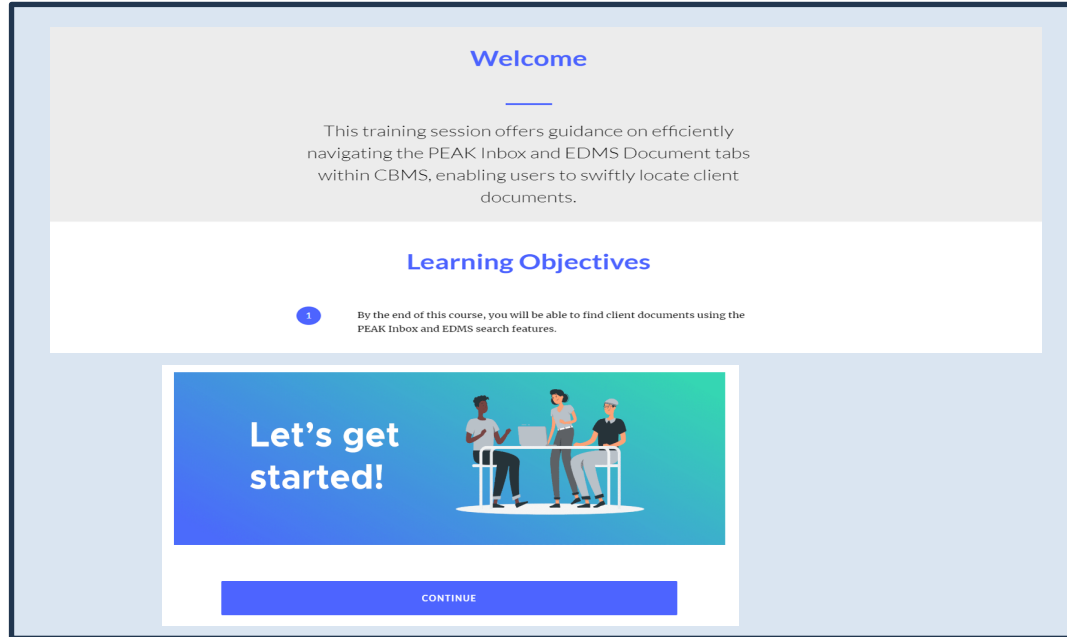 Welcome
This training session offers guidance on efficiently
navigating the PEAK Inbox and EDMS Document tabs
within CBMS, enabling users to swiftly locate client
documents.
Learning Objectives
1
By the end of this course, you will be able to find client documents using the
PEAK Inbox and EDMS search features.
Let's get
started!
CONTINUE